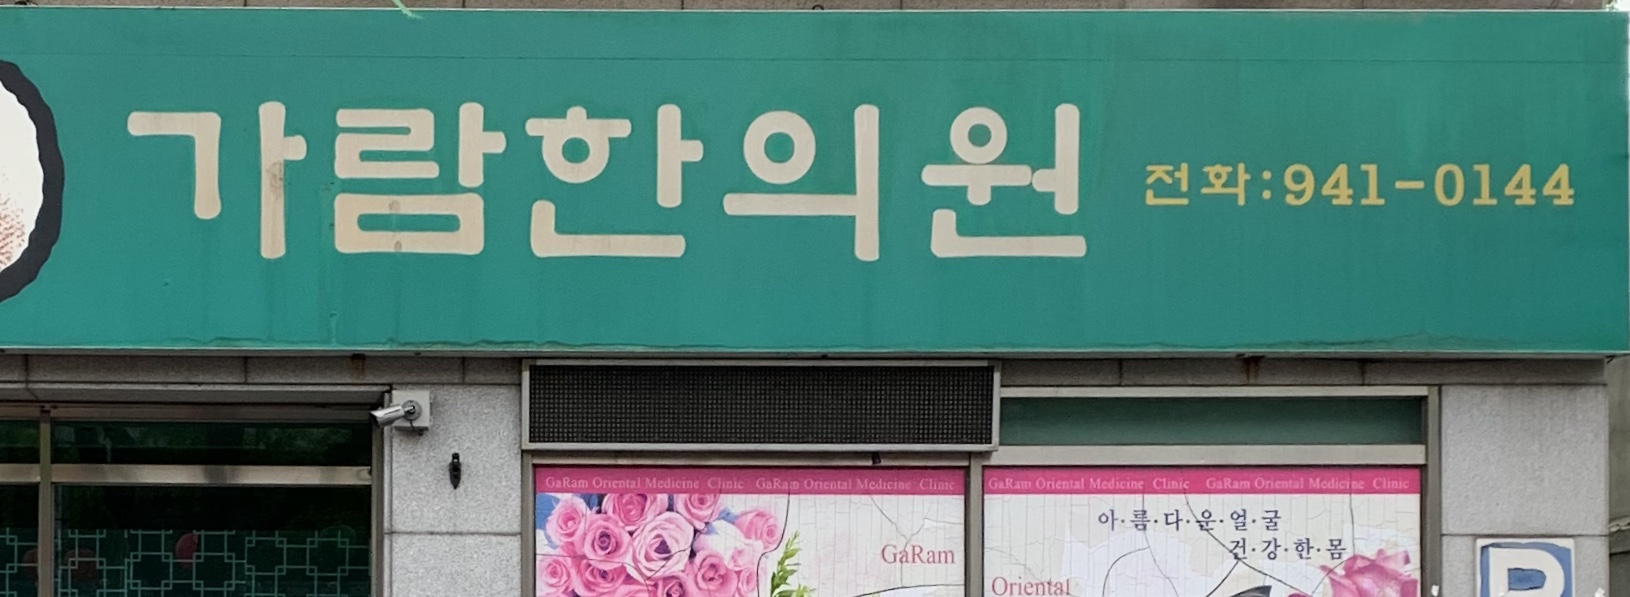 가람한의원 전화:941-0144
GaRam Oriental Medicine Clinic GaRam Oriental Medicine Clinic
GaRam Oriental Medicine Clinic GaRam Oriental Medicine Clinic
GaRam
아·름·다·운·얼·굴
건·강·한·몸
Oriental
P